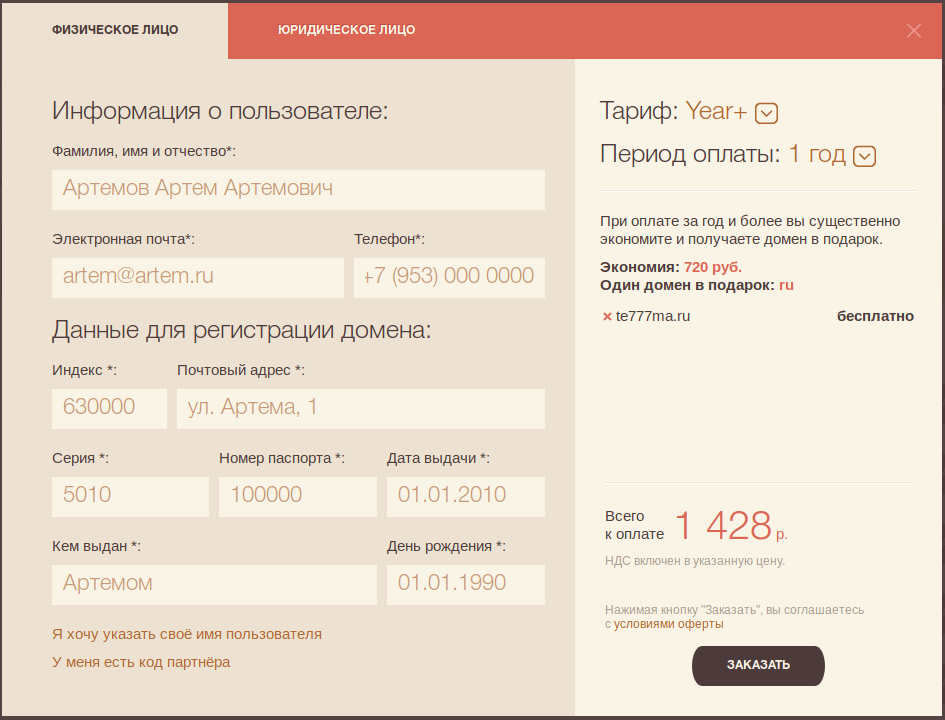 ФИЗИЧЕСКОЕ ЛИЦО
ЮРИДИЧЕСКОЕ ЛИЦО
Информация о пользователе:
Фамилия, имя и отчество*:
Артемов Артем Артемович
Электронная почта*:
Телефон*:
artem@artem.ru
+7 (953) 000 0000
Данные для регистрации домена:
Индекс *:
Почтовый адрес *:
630000
ул. Артема, 1
Серия *:
Номер паспорта *:
Дата выдачи *:
5010
100000
01.01.2010
Кем выдан *:
День рождения *:
Артемом
01.01.1990
Я хочу указать своё имя пользователя
У меня есть код партнёра
Тариф: Year+
Период оплаты: 1 год
При оплате за год и более вы существенно
экономите и получаете домен в подарок.
Экономия: 720 руб.
Один домен в подарок: ru
te777ma.ru
бесплатно
Всего
к оплате
1 428 р.
НДС включен в указанную цену.
Нажимая кнопку "Заказать", вы соглашаетесь
с условиями оферты
ЗАКАЗАТЬ